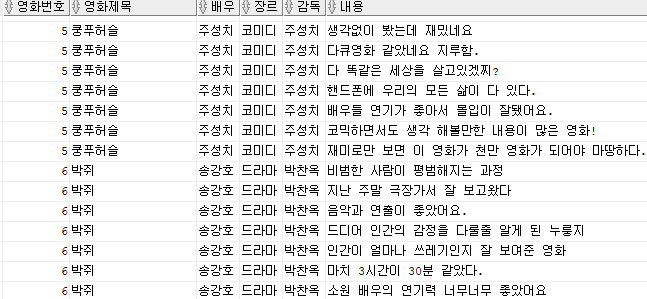 영화번호 영화제목 배우 장르 감독 내용
5 쿵푸허슬 주성치 코미디 주성치 생각없이 봤는데 재밌네요
5 쿵푸허슬 주성치 코미디 주성치 다큐영화 같았네요 지루함.
5 쿵푸허슬 주성치 코미디 주성치 다 똑같은 세상을 살고있겠찌?
5 쿵푸허슬 주성치 코미디 주성치 핸드폰에 우리의 모든 삶이 다 있다.
5 쿵푸허슬 주성치 코미디 주성치 배우들 연기가 좋아서 몰입이 잘됐어요.
5 쿵푸허슬 주성치 코미디 주성치 코믹하면서도 생각 해볼만한 내용이 많은 영화!
5 쿵푸허슬 주성치 코미디 주성치 재미로만 보면 이 영화가 천만 영화가 되어야 마땅하다.
6 박쥐 송강호 드라마 박찬옥 비범한 사람이 평범해지는 과정
6 박쥐 송강호 드라마 박찬옥 지난 주말 극장가서 잘 보고왔다
6 박쥐 송강호 드라마 박찬옥 음악과 연출이 좋았어요.
6 박쥐 송강호 드라마 박찬옥 드디어 인간의 감정을 다룰줄 알게 된 누룽지
6 박쥐 송강호 드라마 박찬옥 인간이 얼마나 쓰레기인지 잘 보여준 영화
6 박쥐 송강호 드라마 박찬옥 마치 3시간이 30분 같았다.
6 박쥐 송강호 드라마 박찬옥 소원 배우의 연기력 너무너무 좋았어요